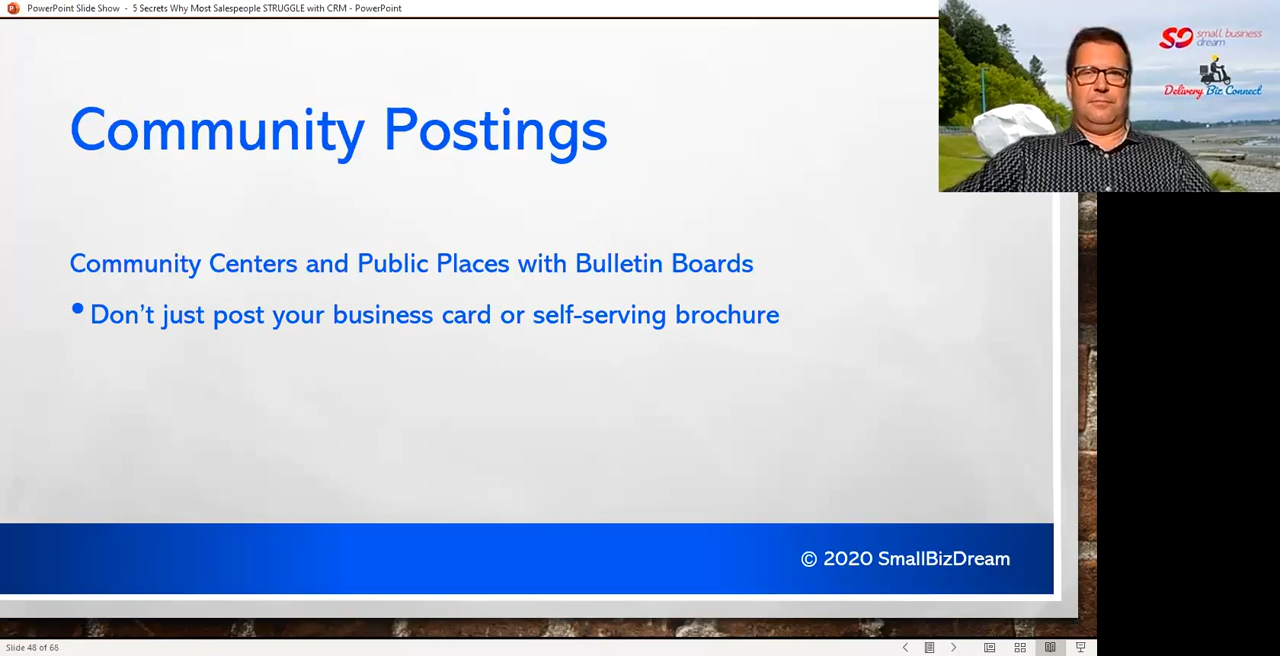 PowerPoint Slide Show - 5 Secrets Why Most Salespeople STRUGGLE with CRM - PowerPoint
small business
dream
Delivery Biz Connect
Community Postings
Community Centers and Public Places with Bulletin Boards
• Don’t just post your business card or self-serving brochure
© 2020 SmallBizDream
Slide 48 of 68